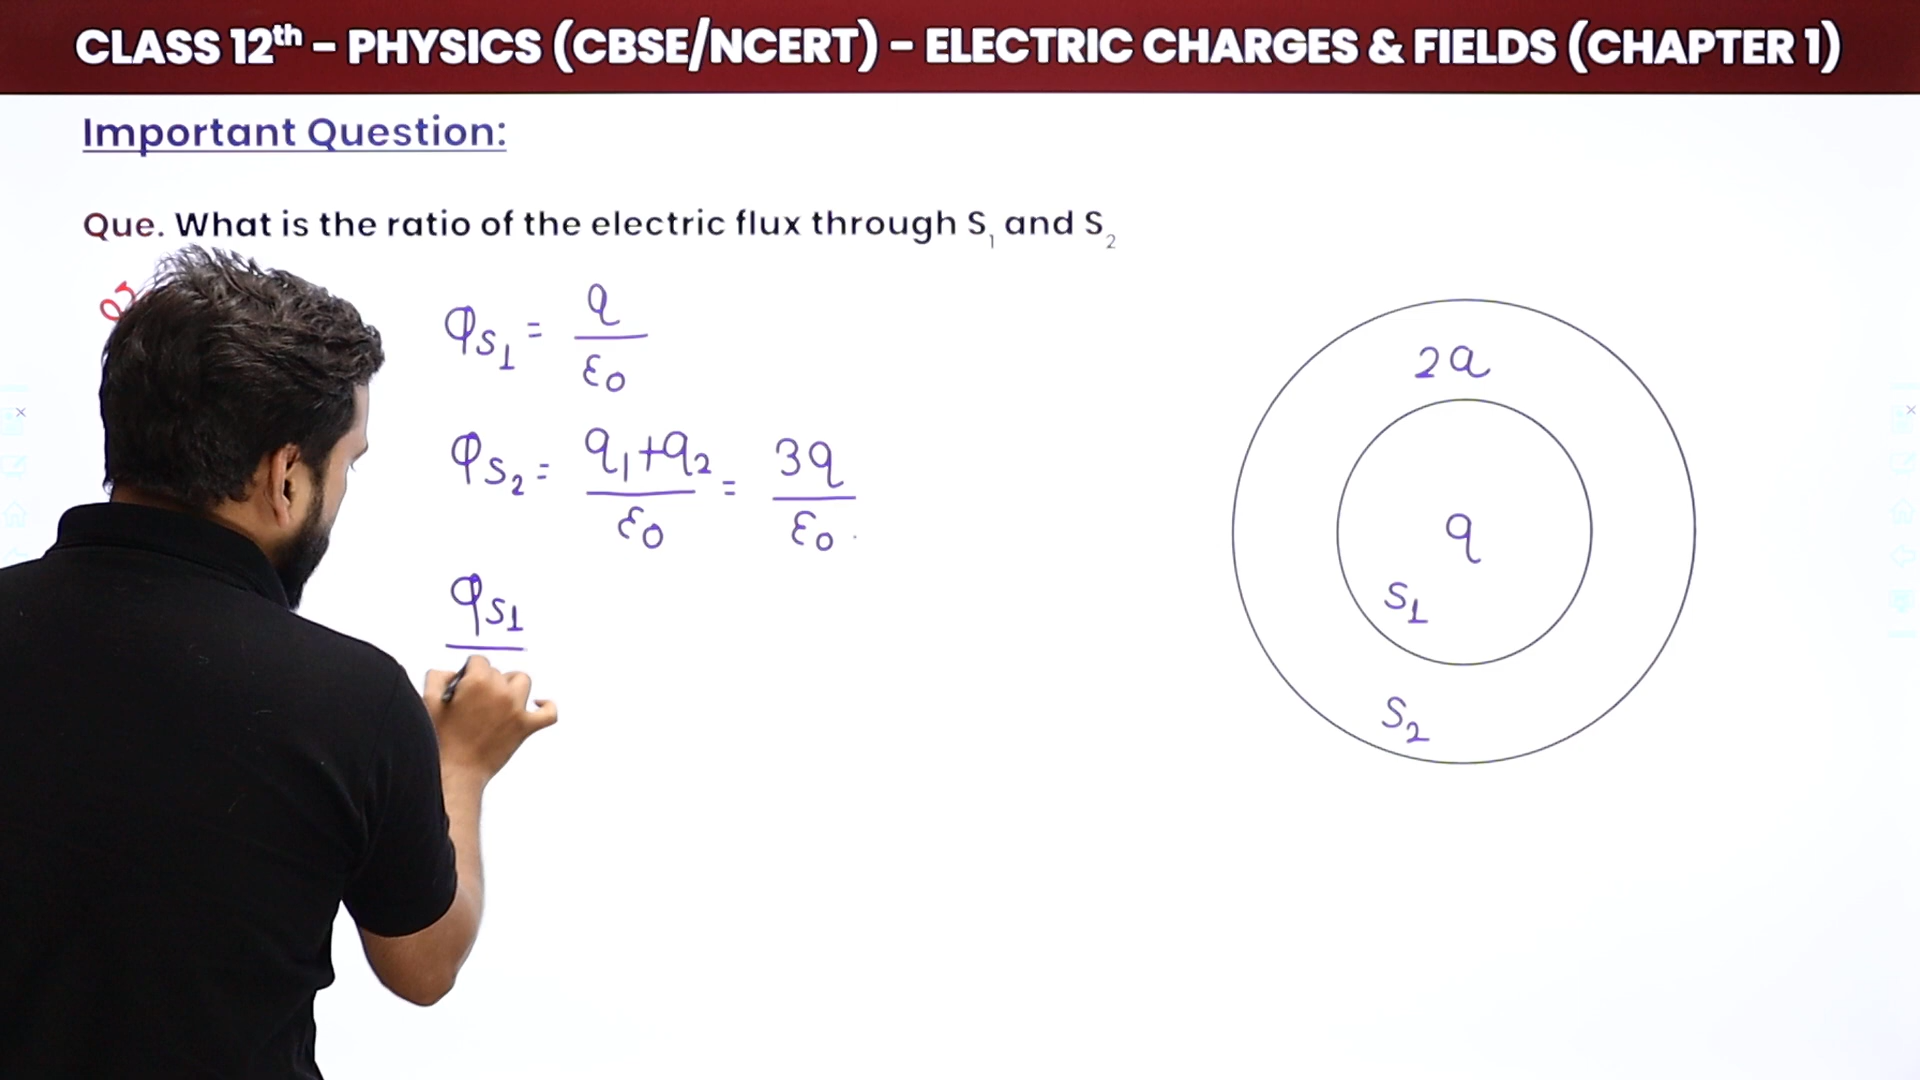 CLASS 12th – PHYSICS (CBSE/NCERT) – ELECTRIC CHARGES & FIELDS (CHAPTER 1)
Important Question:
Que. What is the ratio of the electric flux through S₁ and S₂
φS₁ = q/ε₀
φS₂ = (q₁+q₂)/ε₀ = 3q/ε₀
φS₁
2q
q
S₁
S₂